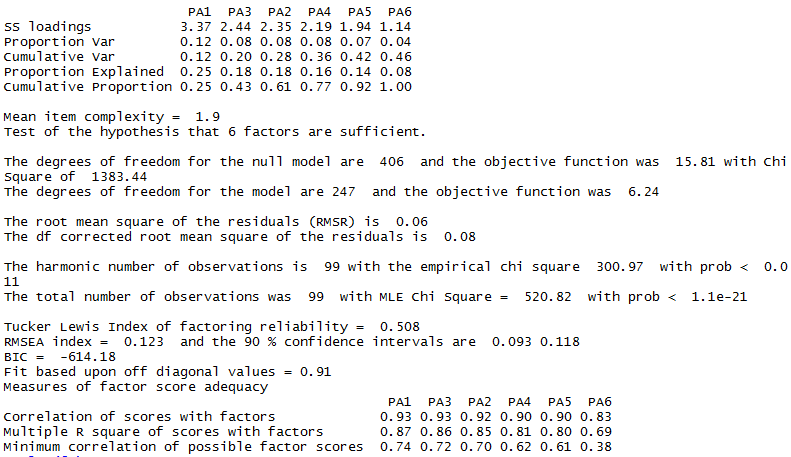 PA1 PA3 PA2 PA4 PA5 PA6
SS loadings 3.37 2.44 2.35 2.19 1.94 1.14
Proportion Var 0.12 0.08 0.08 0.08 0.07 0.04
Cumulative Var 0.12 0.20 0.28 0.36 0.42 0.46
Proportion Explained 0.25 0.18 0.18 0.16 0.14 0.08
Cumulative Proportion 0.25 0.43 0.61 0.77 0.92 1.00
Mean item complexity = 1.9
Test of the hypothesis that 6 factors are sufficient.
The degrees of freedom for the null model are 406 and the objective function was 15.81 with Chi
Square of 1383.44
The degrees of freedom for the model are 247 and the objective function was 6.24
The root mean square of the residuals (RMSR) is 0.06
The df corrected root mean square of the residuals is 0.08
The harmonic number of observations is 99 with the empirical chi square 300.97 with prob < 0.0
11
The total number of observations was 99 with MLE Chi Square = 520.82 with prob < 1.1e-21
Tucker Lewis Index of factoring reliability = 0.508
RMSEA index = 0.123 and the 90 % confidence intervals are 0.093 0.118
BIC = -614.18
Fit based upon off diagonal values = 0.91
Measures of factor score adequacy
PA1 PA3 PA2 PA4 PA5 PA6
Correlation of scores with factors 0.93 0.93 0.92 0.90 0.90 0.83
Multiple R square of scores with factors 0.87 0.86 0.85 0.81 0.80 0.69
Minimum correlation of possible factor scores 0.74 0.72 0.70 0.62 0.61 0.38